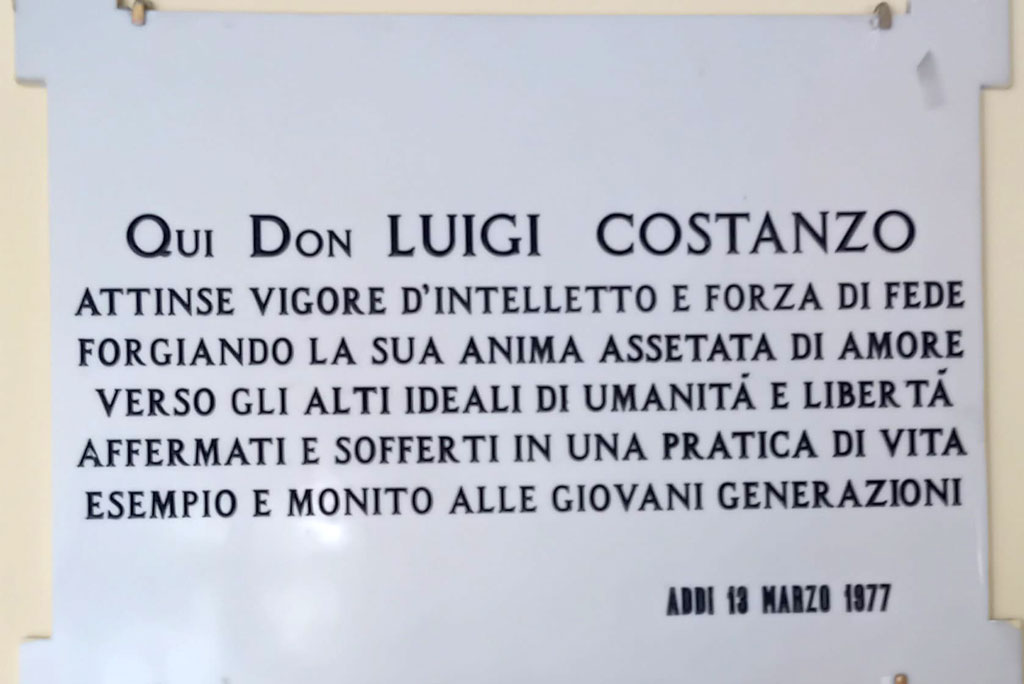 Qui Don LUIGI COSTANZO
ATTINSE VIGORE D'INTELLETTO E FORZA DI FEDE
FORGIANDO LA SUA ANIMA ASSETATA DI AMORE
VERSO GLI ALTI IDEALI DI UMANITÁ E LIBERTÁ
AFFERMATI E SOFFERTI IN UNA PRATICA DI VITA
ESEMPIO E MONITO ALLE GIOVANI GENERAZIONI
ADDI 13 MARZO 1977